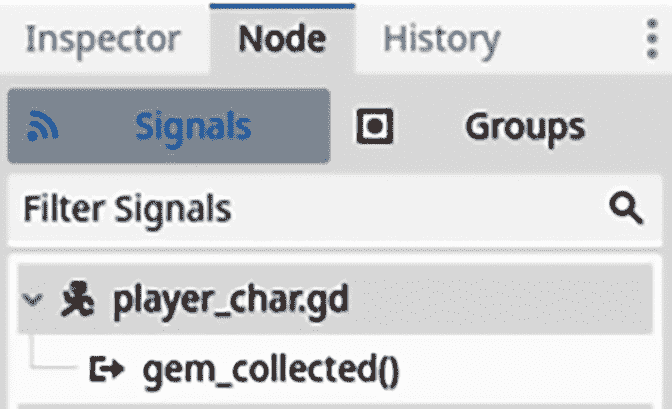 Inspector Node History
Signals Groups
Filter Signals
player_char.gd
gem_collected()